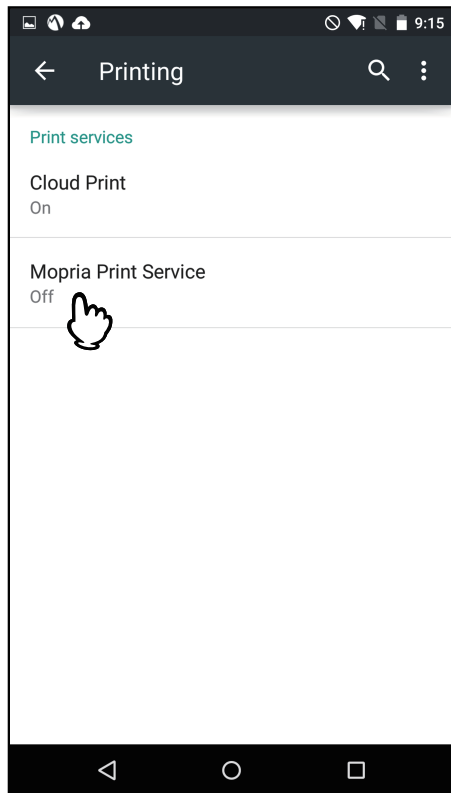 9:15
Printing
Print services
Cloud Print
On
Mopria Print Service
Off